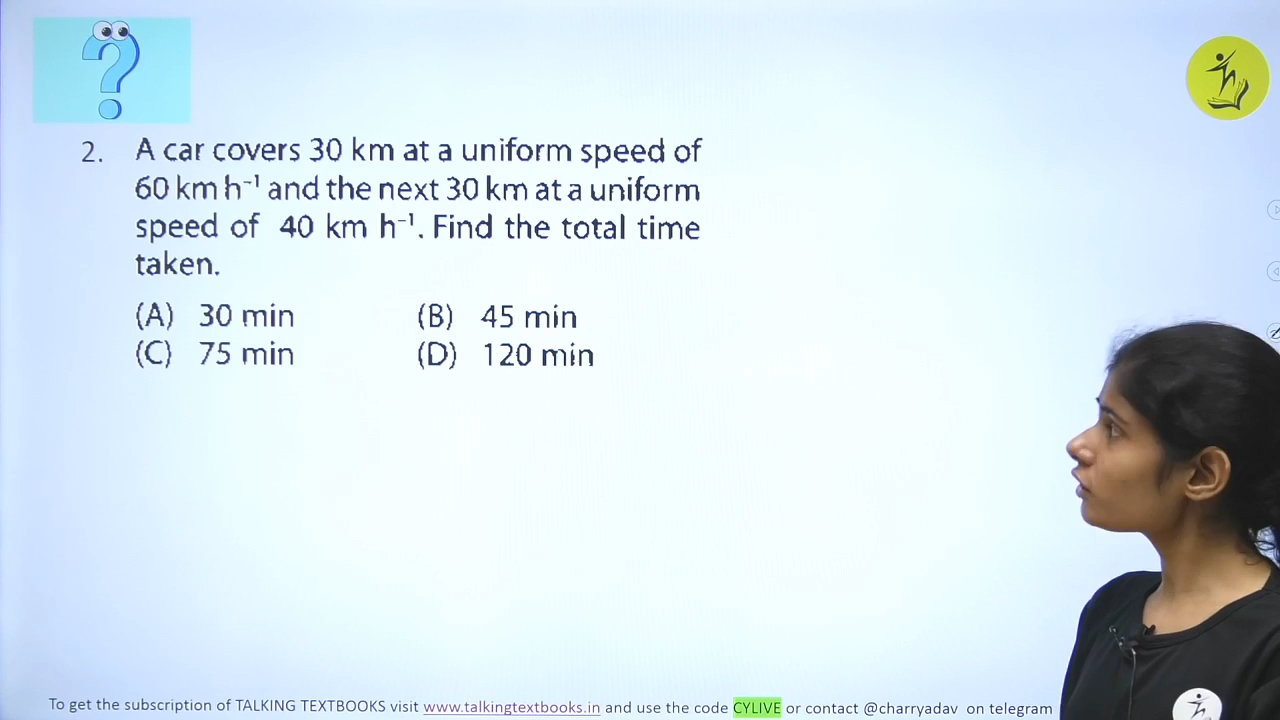 2. A car covers 30 km at a uniform speed of
60 km h⁻¹ and the next 30 km at a uniform
speed of 40 km h⁻¹. Find the total time
taken.
(A) 30 min (B) 45 min
(C) 75 min (D) 120 min
To get the subscription of TALKING TEXTBOOKS visit www.talkingtextbooks.in and use the code CYLIVE or contact @charryadav on telegram